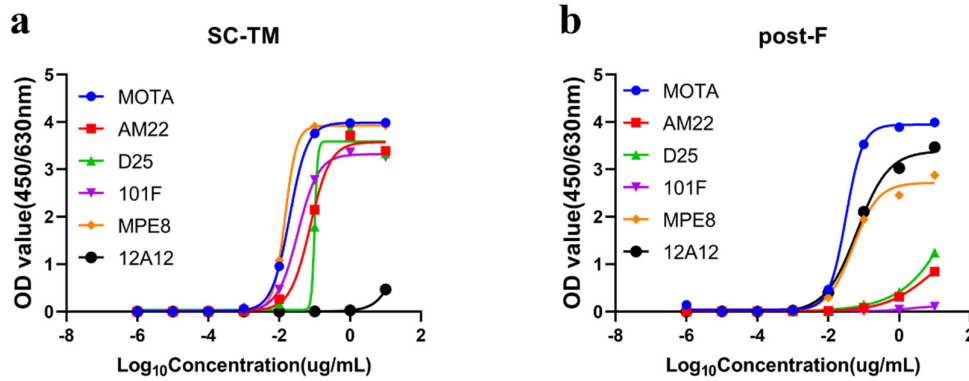 a
SC-TM
OD value(450/630nm)
5
4
3
2
1
0
MOTA
AM22
D25
101F
MPE8
12A12
-8 -6 -4 -2 0 2
Log₁₀Concentration(ug/mL)
b
post-F
OD value(450/630nm)
5
4
3
2
1
0
MOTA
AM22
D25
101F
MPE8
12A12
-8 -6 -4 -2 0 2
Log₁₀Concentration(ug/mL)